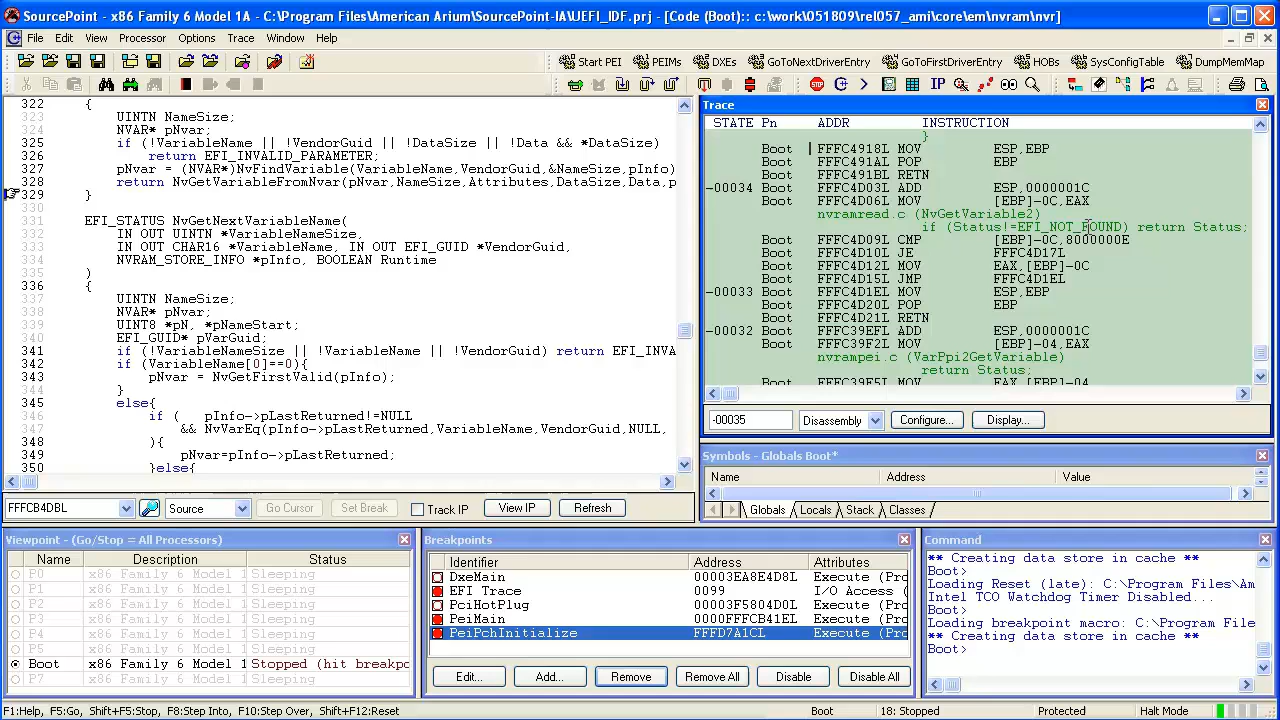 SourcePoint - x86 Family 6 Model 1A - C:\Program Files\American Arium\SourcePoint-IA\UEFI_IDF.prj - [Code (Boot):: c:\work\051809\rel057_ami\core\em\nvram\nvr]
File Edit View Processor Options Trace Window Help
Start PEI PEIMs DXEs GoToNextDriverEntry GoToFirstDriverEntry HOBs SysConfigTable DumpMemMap
IP
322 {
323 UINTN NameSize;
324 NVAR* pNvar;
325 if (!VariableName || !VendorGuid || !DataSize || !Data && *DataSize)
326 return EFI_INVALID_PARAMETER;
327 pNvar = (NVAR*)NvFindVariable(VariableName,VendorGuid,&NameSize,pInfo)
328 return NvGetVariableFromNvar(pNvar,NameSize,Attributes,DataSize,Data,p
329 }
330
331 EFI_STATUS NvGetNextVariableName(
332 IN OUT UINTN *VariableNameSize,
333 IN OUT CHAR16 *VariableName, IN OUT EFI_GUID *VendorGuid,
334 NVRAM_STORE_INFO *pInfo, BOOLEAN Runtime
335 )
336 {
337 UINTN NameSize;
338 NVAR* pNvar;
339 UINT8 *pN, *pNameStart;
340 EFI_GUID* pVarGuid;
341 if (!VariableNameSize || !VariableName || !VendorGuid) return EFI_INVA
342 if (VariableName[0]==0){
343 pNvar = NvGetFirstValid(pInfo);
344 }
345 else{
346 if ( pInfo->pLastReturned!=NULL
347 && NvVarEq(pInfo->pLastReturned,VariableName,VendorGuid,NULL,
348 ){
349 pNvar=pInfo->pLastReturned;
350 }else{
FFFCB4DBL Source Go Cursor Set Break Track IP View IP Refresh
Trace
STATE Pn ADDR INSTRUCTION
}
Boot FFFC4918L MOV ESP,EBP
Boot FFFC491AL POP EBP
Boot FFFC491BL RETN
-00034 Boot FFFC4D03L ADD ESP,0000001C
Boot FFFC4D06L MOV [EBP]-0C,EAX
nvramread.c (NvGetVariable2)
if (Status!=EFI_NOT_FOUND) return Status;
Boot FFFC4D09L CMP [EBP]-0C,8000000E
Boot FFFC4D10L JE FFFC4D17L
Boot FFFC4D12L MOV EAX,[EBP]-0C
Boot FFFC4D15L JMP FFFC4D1EL
-00033 Boot FFFC4D1EL MOV ESP,EBP
Boot FFFC4D20L POP EBP
Boot FFFC4D21L RETN
-00032 Boot FFFC39EFL ADD ESP,0000001C
Boot FFFC39F2L MOV [EBP]-04,EAX
nvrampei.c (VarPpi2GetVariable)
return Status;
Boot FFFC39F5L MOV EAX,[EBP]-04
-00035 Disassembly Configure... Display...
Symbols - Globals Boot*
Name Address Value
Globals Locals Stack Classes
Viewpoint - (Go/Stop = All Processors)
Name Description Status
P0 x86 Family 6 Model 1 Sleeping
P1 x86 Family 6 Model 1 Sleeping
P2 x86 Family 6 Model 1 Sleeping
P3 x86 Family 6 Model 1 Sleeping
P4 x86 Family 6 Model 1 Sleeping
P5 x86 Family 6 Model 1 Sleeping
Boot x86 Family 6 Model 1 Stopped (hit breakpo
P7 x86 Family 6 Model 1 Sleeping
Breakpoints
Identifier Address Attributes
DxeMain 00003FA8E4D8L Execute (Pro
EFI Trace 0099 I/O Access (
PciHotPlug 00003F5804D0L Execute (Pro
PeiMain 0000FFFCB41EL Execute (Pro
PeiPchInitialize FFFD7A1CL Execute (Pro
Edit... Add... Remove Remove All Disable Disable All
Command
** Creating data store in cache **
Boot>
Loading Reset (late): C:\Program Files\Am
Intel TCO Watchdog Timer Disabled...
Boot>
Loading breakpoint macro: C:\Program File
** Creating data store in cache **
Boot>
F1:Help, F5:Go, Shift+F5:Stop, F8:Step Into, F10:Step Over, Shift+F12:Reset Boot 18: Stopped Protected Halt Mode